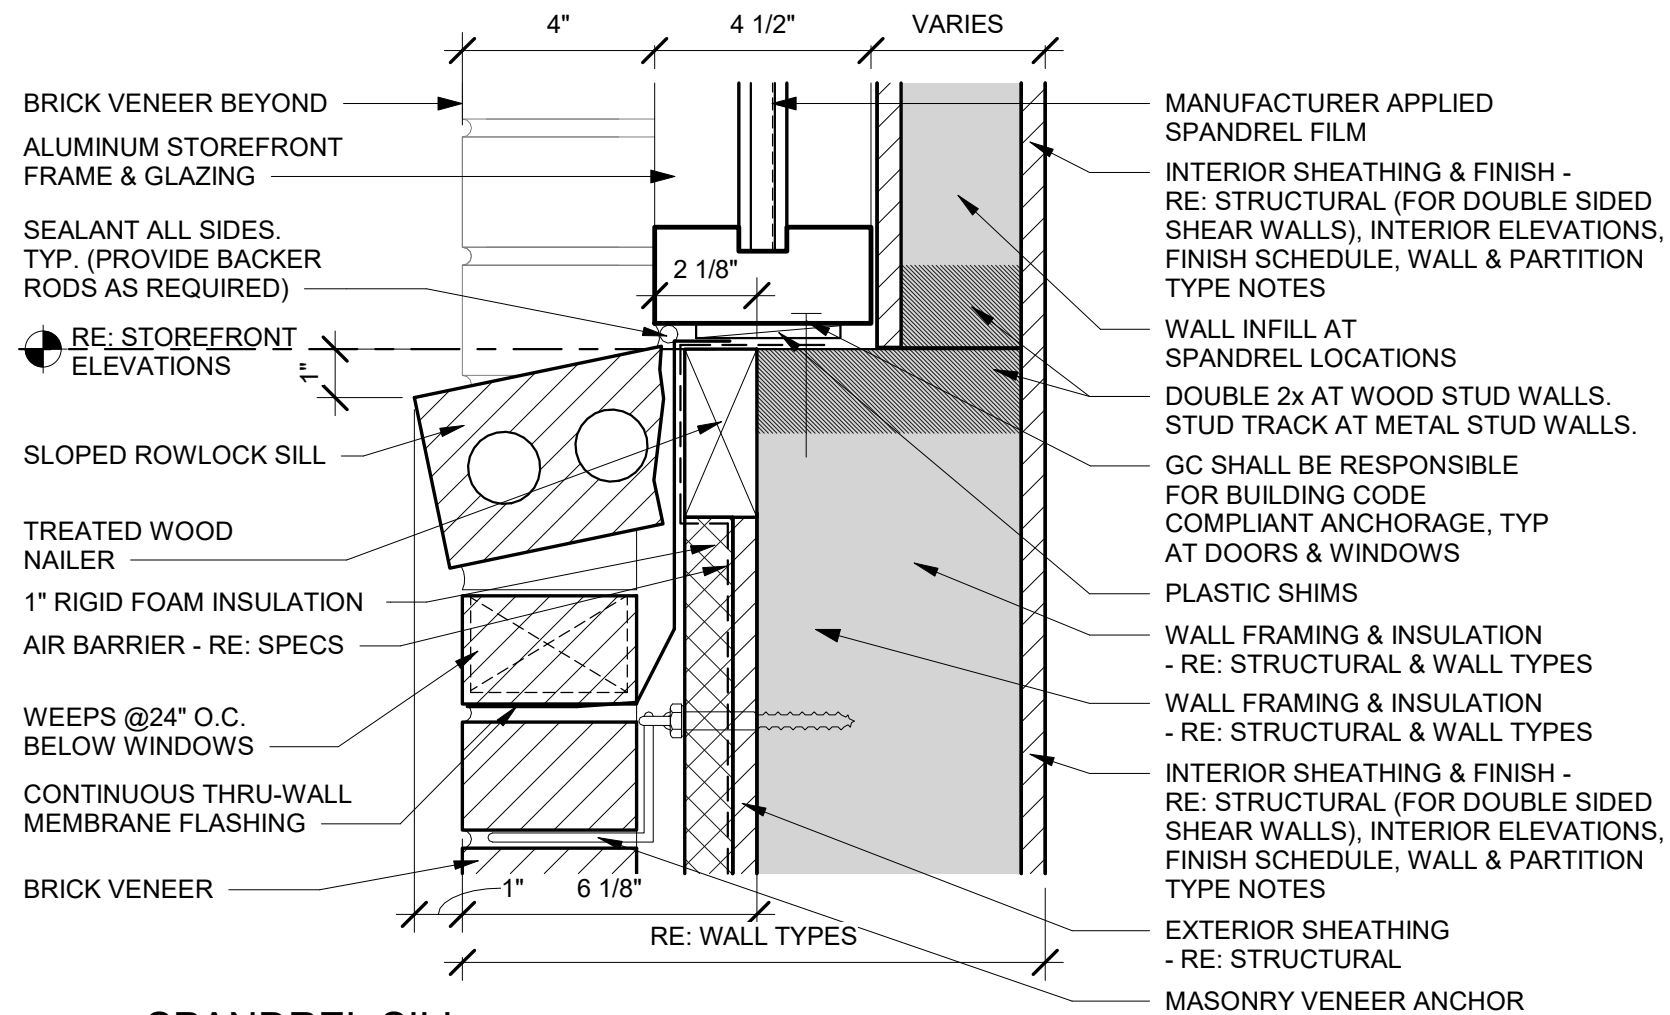 4"
4 1/2"
VARIES
BRICK VENEER BEYOND
ALUMINUM STOREFRONT
FRAME & GLAZING
SEALANT ALL SIDES.
TYP. (PROVIDE BACKER
RODS AS REQUIRED)
RE: STOREFRONT
ELEVATIONS
1"
SLOPED ROWLOCK SILL
TREATED WOOD
NAILER
1" RIGID FOAM INSULATION
AIR BARRIER - RE: SPECS
WEEPS @24" O.C.
BELOW WINDOWS
CONTINUOUS THRU-WALL
MEMBRANE FLASHING
BRICK VENEER
2 1/8"
1"
6 1/8"
RE: WALL TYPES
MANUFACTURER APPLIED
SPANDREL FILM
INTERIOR SHEATHING & FINISH -
RE: STRUCTURAL (FOR DOUBLE SIDED
SHEAR WALLS), INTERIOR ELEVATIONS,
FINISH SCHEDULE, WALL & PARTITION
TYPE NOTES
WALL INFILL AT
SPANDREL LOCATIONS
DOUBLE 2x AT WOOD STUD WALLS.
STUD TRACK AT METAL STUD WALLS.
GC SHALL BE RESPONSIBLE
FOR BUILDING CODE
COMPLIANT ANCHORAGE, TYP
AT DOORS & WINDOWS
PLASTIC SHIMS
WALL FRAMING & INSULATION
- RE: STRUCTURAL & WALL TYPES
WALL FRAMING & INSULATION
- RE: STRUCTURAL & WALL TYPES
INTERIOR SHEATHING & FINISH -
RE: STRUCTURAL (FOR DOUBLE SIDED
SHEAR WALLS), INTERIOR ELEVATIONS,
FINISH SCHEDULE, WALL & PARTITION
TYPE NOTES
EXTERIOR SHEATHING
- RE: STRUCTURAL
MASONRY VENEER ANCHOR
SPANDREL SILL